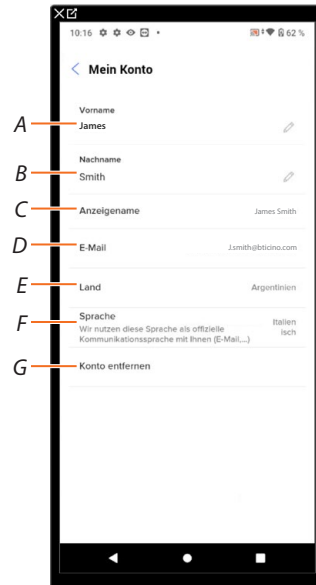 10:16 62 %
Mein Konto
Vorname
A James
Nachname
B Smith
C Anzeigename James Smith
D E-Mail J.smith@bticino.com
E Land Argentinien
F Sprache Italien
isch
Wir nutzen diese Sprache als offizielle
Kommunikationssprache mit Ihnen (E-Mail,...)
G Konto entfernen